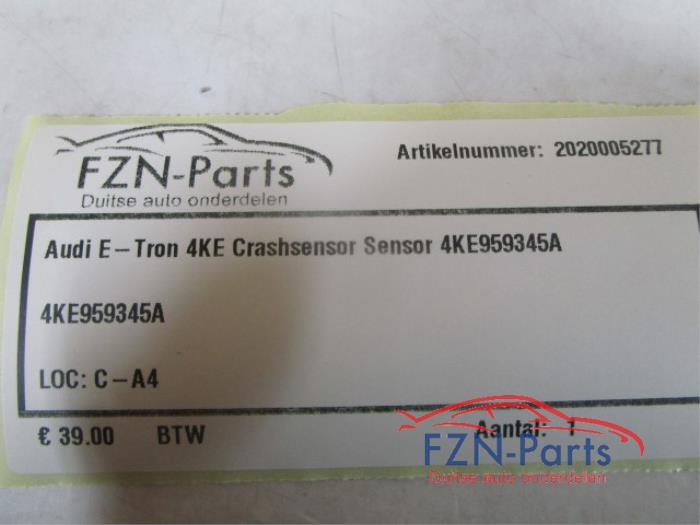 FZN-Parts
Duitse auto onderdelen
Artikelnummer: 2020005277
Audi E-Tron 4KE Crashsensor Sensor 4KE959345A
4KE959345A
LOC: C-A4
€ 39.00 BTW Aantal: 1
FZN-Parts
Duitse auto onderdelen